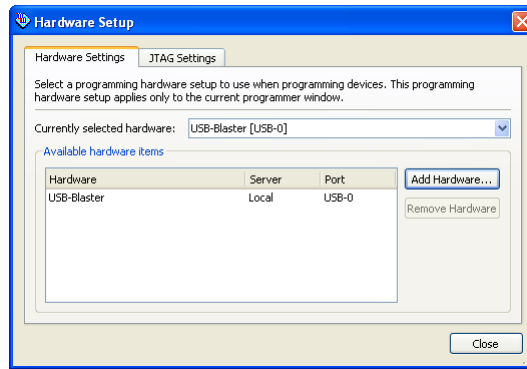 Hardware Setup
Hardware Settings JTAG Settings
Select a programming hardware setup to use when programming devices. This programming
hardware setup applies only to the current programmer window.
Currently selected hardware: USB-Blaster [USB-0]
Available hardware items
Hardware Server Port
USB-Blaster Local USB-0
Add Hardware...
Remove Hardware
Close